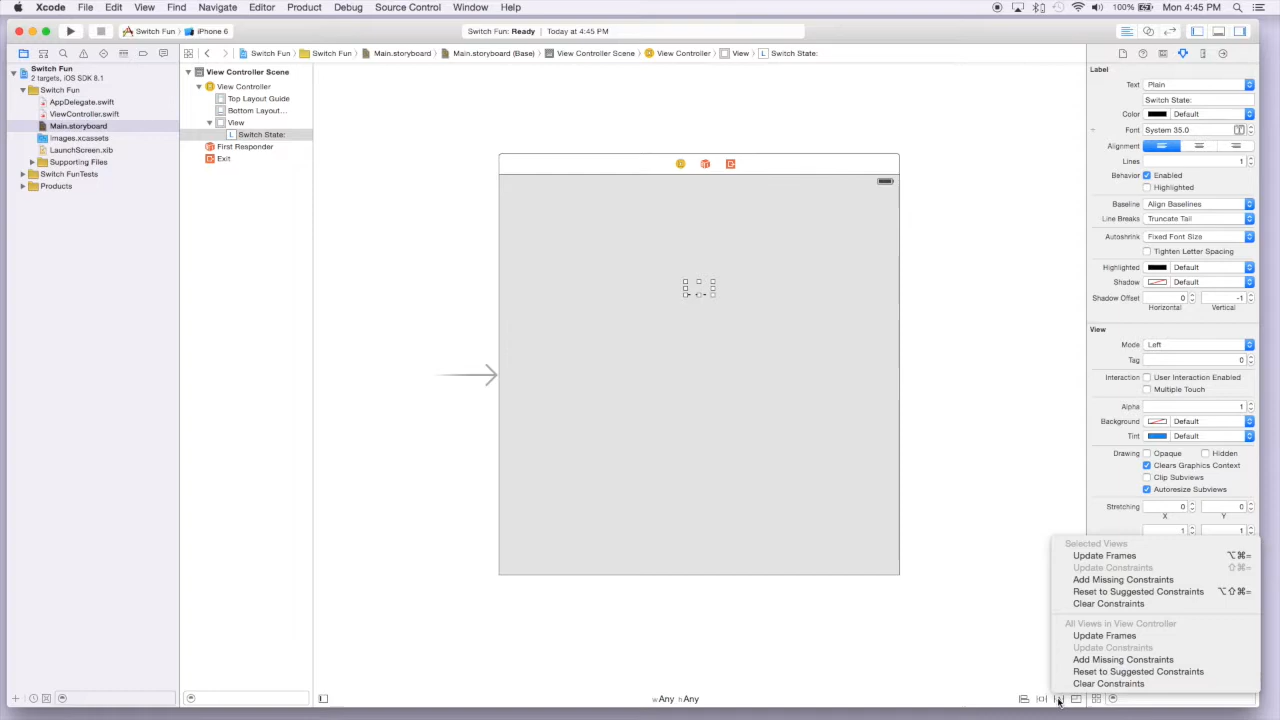 Xcode File Edit View Find Navigate Editor Product Debug Source Control Window Help 100% Mon 4:45 PM
Switch Fun iPhone 6 Switch Fun: Ready Today at 4:45 PM
Switch Fun Switch Fun Main.storyboard Main.storyboard (Base) View Controller Scene View Controller View L Switch State:
Switch Fun
2 targets, iOS SDK 8.1
Switch Fun
AppDelegate.swift
ViewController.swift
Main.storyboard
Images.xcassets
LaunchScreen.xib
Supporting Files
Switch FunTests
Products
View Controller Scene
View Controller
Top Layout Guide
Bottom Layout...
View
L Switch State:
First Responder
Exit
wAny hAny
Label
Text Plain
Switch State:
Color Default
Font System 35.0
Alignment
Lines 1
Behavior Enabled
Highlighted
Baseline Align Baselines
Line Breaks Truncate Tail
Autoshrink Fixed Font Size
Tighten Letter Spacing
Highlighted Default
Shadow Default
Shadow Offset 0 -1
Horizontal Vertical
View
Mode Left
Tag 0
Interaction User Interaction Enabled
Multiple Touch
Alpha 1
Background Default
Tint Default
Drawing Opaque Hidden
Clears Graphics Context
Clip Subviews
Autoresize Subviews
Stretching 0 0
X Y
1 1
Selected Views
Update Frames ⌥⌘=
Update Constraints ⇧⌘=
Add Missing Constraints
Reset to Suggested Constraints ⌥⇧⌘=
Clear Constraints
All Views in View Controller
Update Frames
Update Constraints
Add Missing Constraints
Reset to Suggested Constraints
Clear Constraints